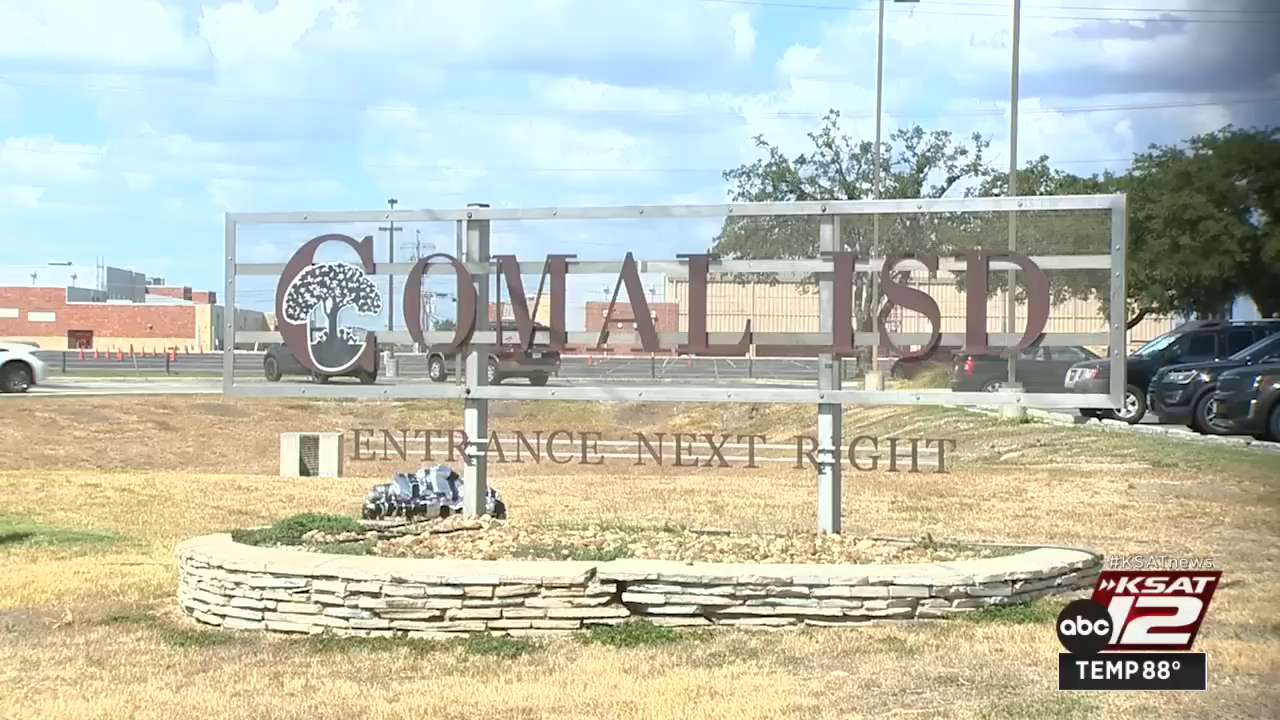 COMAL ISD
ENTRANCE NEXT RIGHT
#KSATnews
KSAT
abc 12
TEMP 88°